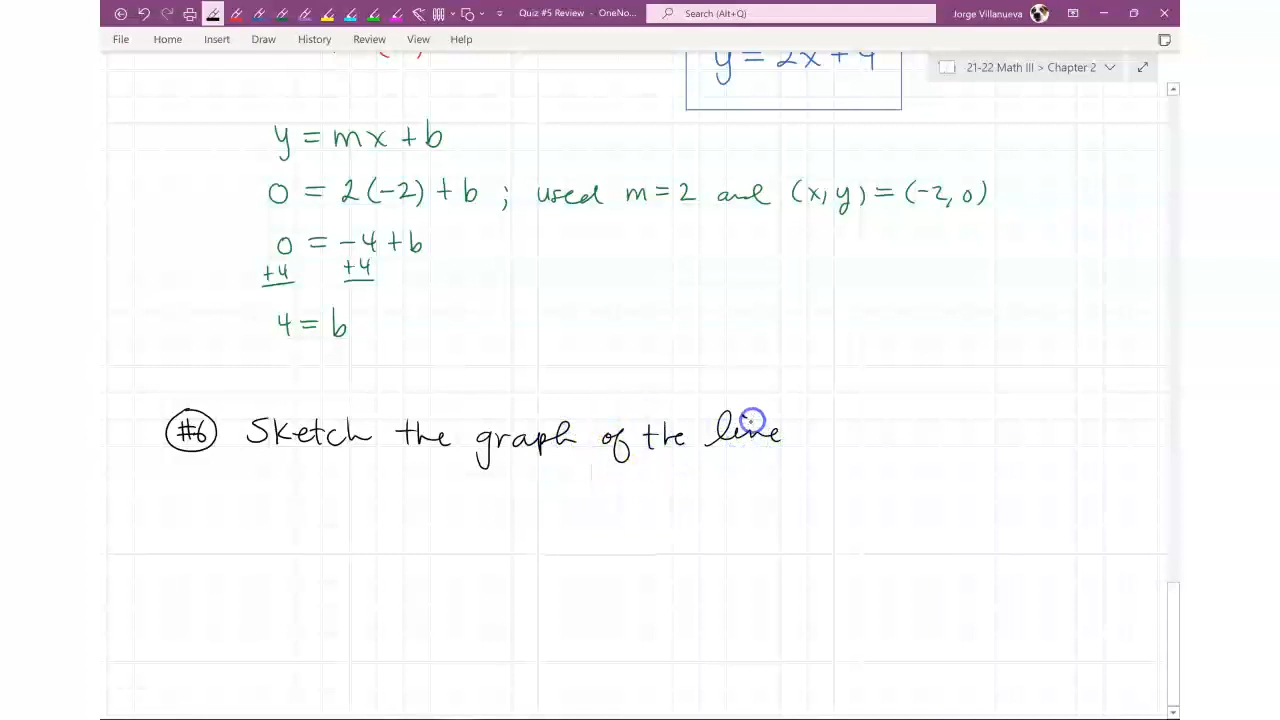 Quiz #5 Review - OneNo...
Search (Alt+Q)
Jorge Villanueva
File Home Insert Draw History Review View Help
21-22 Math III > Chapter 2
y = 2x + 4
y = mx + b
0 = 2(-2) + b ; used m = 2 and (x,y) = (-2, 0)
0 = -4 + b
+4 +4
4 = b
#6 Sketch the graph of the line